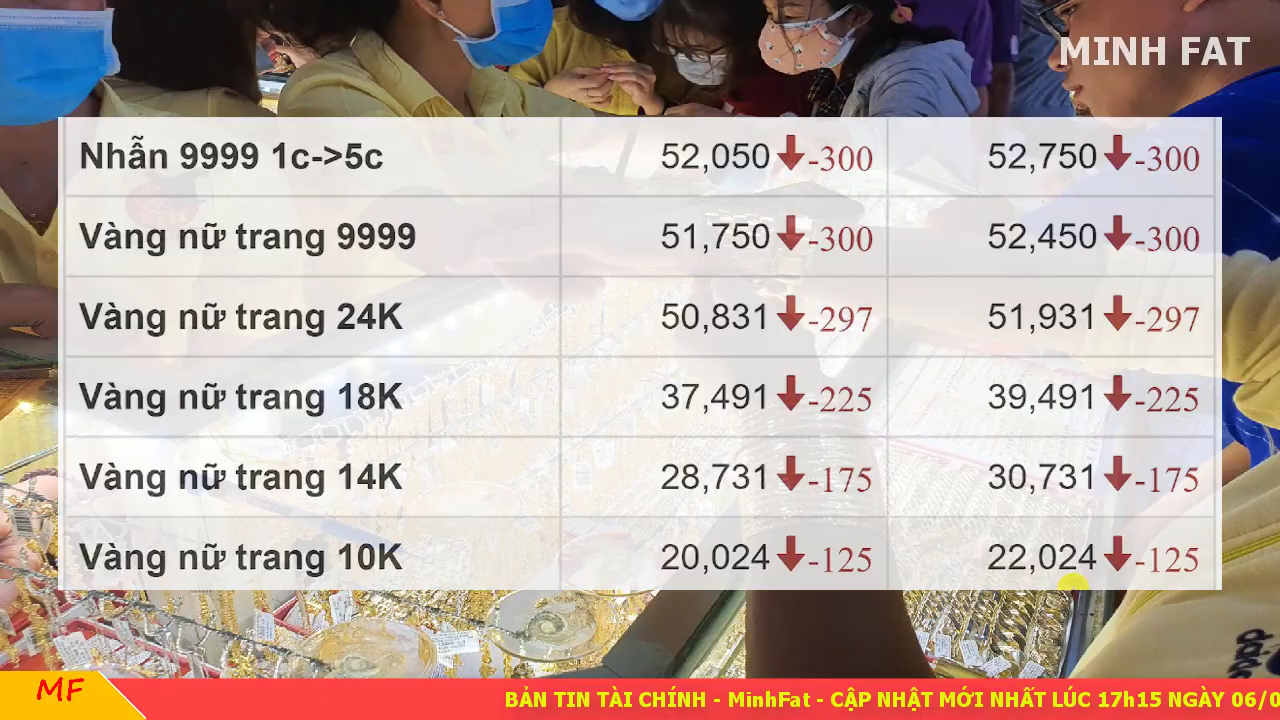 MINH FAT
Nhẫn 9999 1c->5c 52,050 -300 52,750 -300
Vàng nữ trang 9999 51,750 -300 52,450 -300
Vàng nữ trang 24K 50,831 -297 51,931 -297
Vàng nữ trang 18K 37,491 -225 39,491 -225
Vàng nữ trang 14K 28,731 -175 30,731 -175
Vàng nữ trang 10K 20,024 -125 22,024 -125
MF
BẢN TIN TÀI CHÍNH - MinhFat - CẬP NHẬT MỚI NHẤT LÚC 17h15 NGÀY 06/0